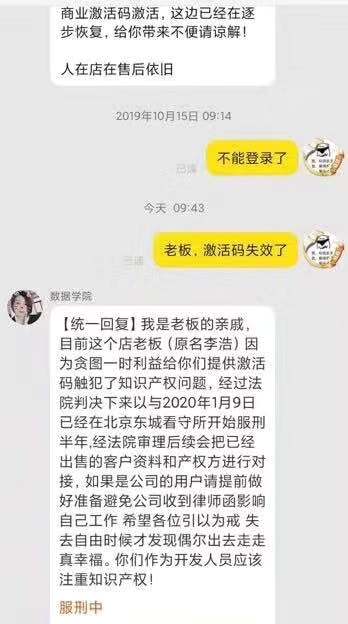 商业激活码激活，这边已经在逐
步恢复，给你带来不便请谅解！
人在店在售后依旧
2019年10月15日 09:14
不能登录了
已读
今天 09:43
老板，激活码失效了
已读
数据学院
【统一回复】我是老板的亲戚，
目前这个店老板（原名李浩）因
为贪图一时利益给你们提供激活
码触犯了知识产权问题，经过法
院判决下来以与2020年1月9日
已经在北京东城看守所开始服刑
半年,经法院审理后续会把已经
出售的客户资料和产权方进行对
接，如果是公司的用户请提前做
好准备避免公司收到律师函影响
自己工作 希望各位引以为戒 失
去自由时候才发现偶尔出去走走
真幸福。你们作为开发人员应该
注重知识产权！
服刑中